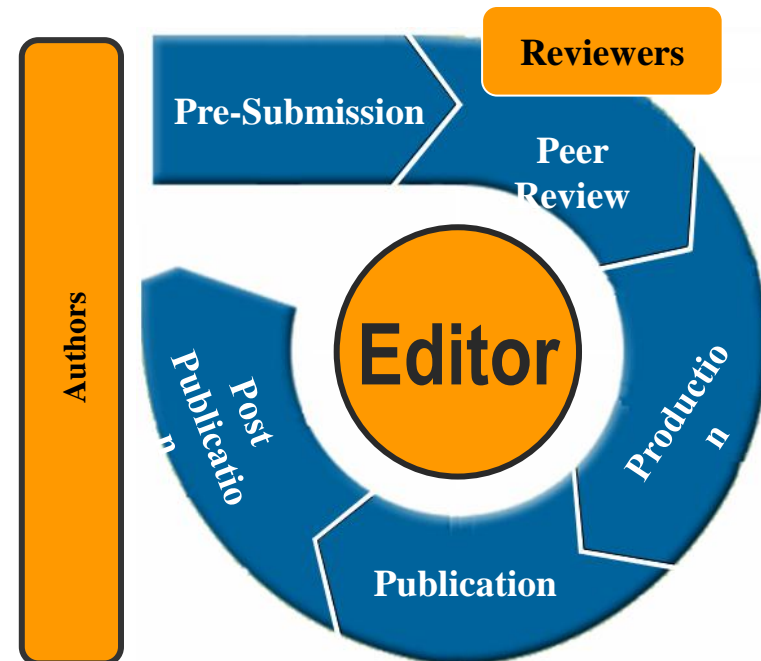 Reviewers
Pre-Submission
Peer
Review
Authors
Editor
Productio
n
Post
Publicatio
n
Publication